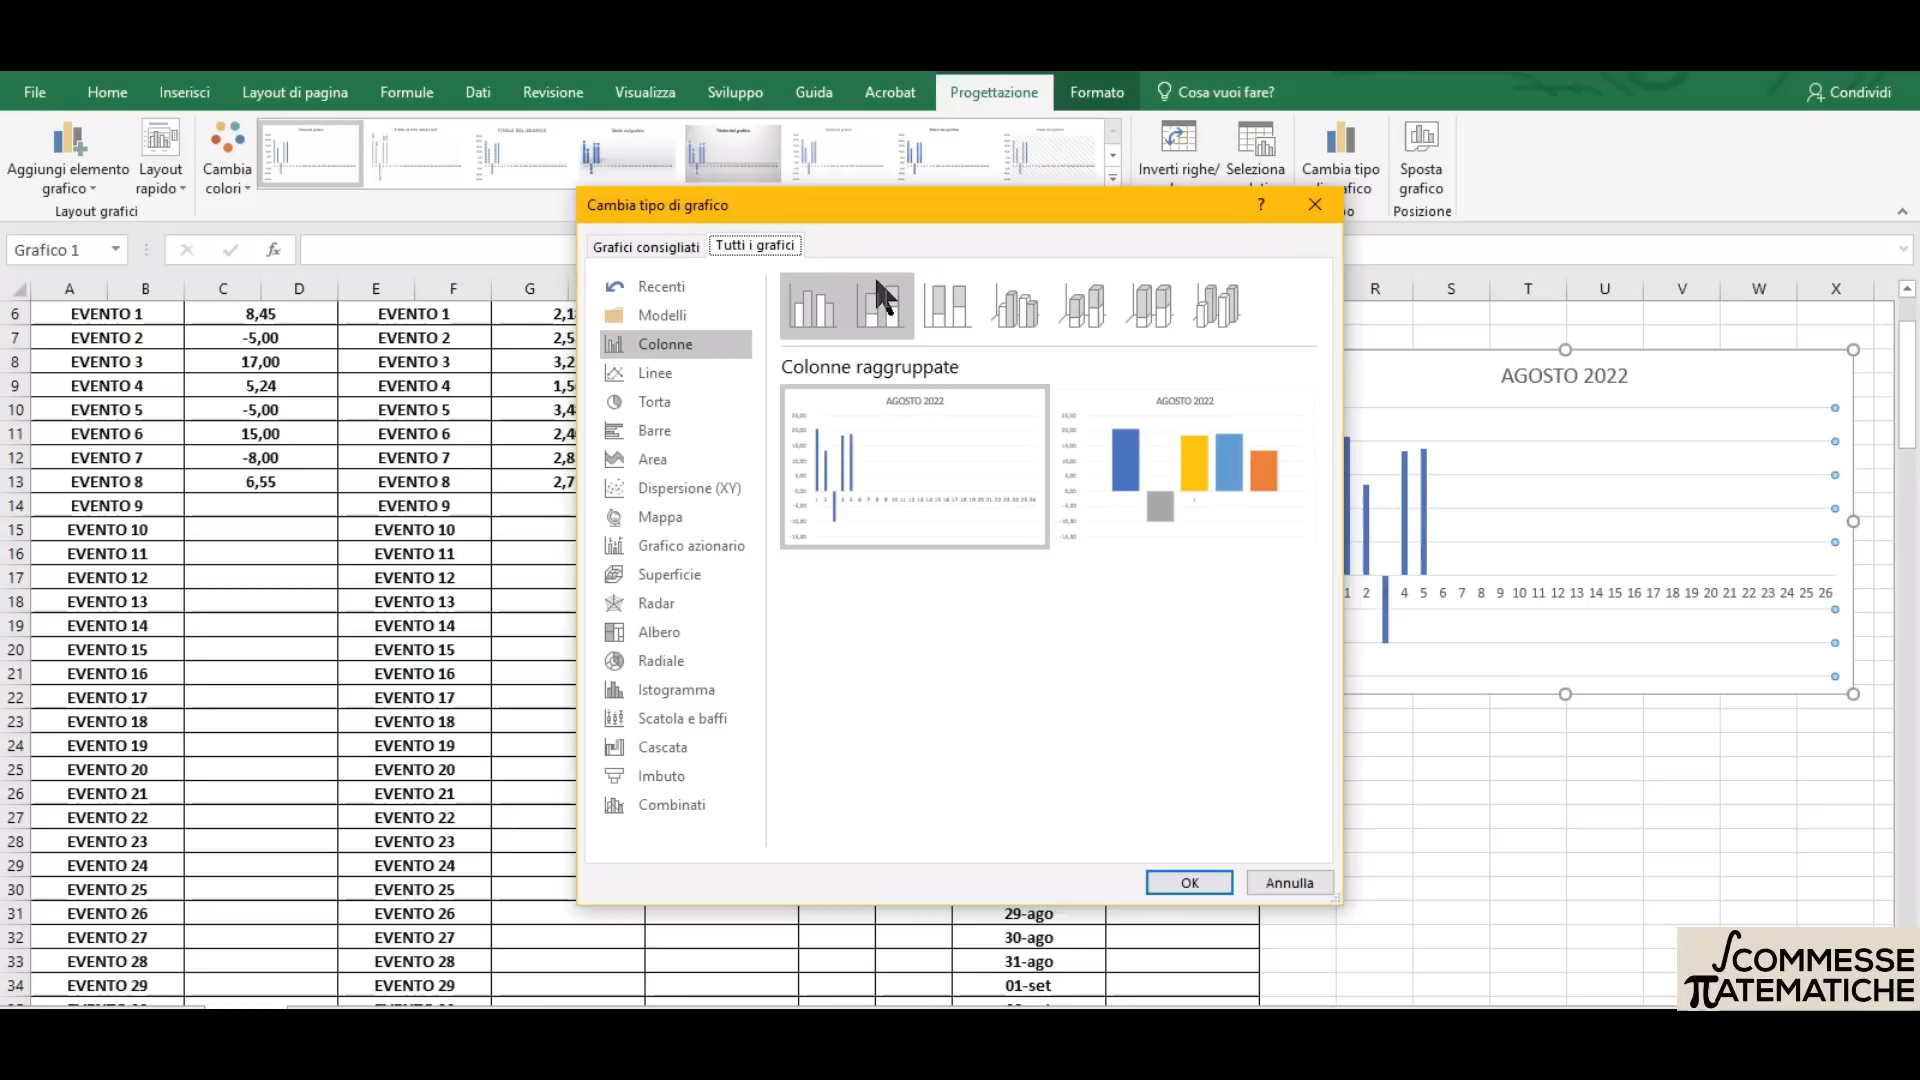 File Home Inserisci Layout di pagina Formule Dati Revisione Visualizza Sviluppo Guida Acrobat Progettazione Formato Cosa vuoi fare? Condividi
Aggiungi elemento grafico
Layout rapido
Cambia colori
Inverti righe/
Seleziona
Cambia tipo
Sposta grafico
Layout grafici
Posizione
Cambia tipo di grafico ?
Grafico 1
fx
Grafici consigliati Tutti i grafici
A B C D E F G R S T U V W X
6 EVENTO 1 8,45 EVENTO 1
7 EVENTO 2 -5,00 EVENTO 2
8 EVENTO 3 17,00 EVENTO 3
9 EVENTO 4 5,24 EVENTO 4
10 EVENTO 5 -5,00 EVENTO 5
11 EVENTO 6 15,00 EVENTO 6
12 EVENTO 7 -8,00 EVENTO 7
13 EVENTO 8 6,55 EVENTO 8
14 EVENTO 9 EVENTO 9
15 EVENTO 10 EVENTO 10
16 EVENTO 11 EVENTO 11
17 EVENTO 12 EVENTO 12
18 EVENTO 13 EVENTO 13
19 EVENTO 14 EVENTO 14
20 EVENTO 15 EVENTO 15
21 EVENTO 16 EVENTO 16
22 EVENTO 17 EVENTO 17
23 EVENTO 18 EVENTO 18
24 EVENTO 19 EVENTO 19
25 EVENTO 20 EVENTO 20
26 EVENTO 21 EVENTO 21
27 EVENTO 22 EVENTO 22
28 EVENTO 23 EVENTO 23
29 EVENTO 24 EVENTO 24
30 EVENTO 25 EVENTO 25
31 EVENTO 26 EVENTO 26 29-ago
32 EVENTO 27 EVENTO 27 30-ago
33 EVENTO 28 EVENTO 28 31-ago
34 EVENTO 29 EVENTO 29 01-set
Recenti
Modelli
Colonne
Linee
Torta
Barre
Area
Dispersione (XY)
Mappa
Grafico azionario
Superficie
Radar
Albero
Radiale
Istogramma
Scatola e baffi
Cascata
Imbuto
Combinati
Colonne raggruppate
AGOSTO 2022
AGOSTO 2022
OK Annulla
AGOSTO 2022
1 2 4 5 6 7 8 9 10 11 12 13 14 15 16 17 18 19 20 21 22 23 24 25 26
SCOMMESSE
MATEMATICHE